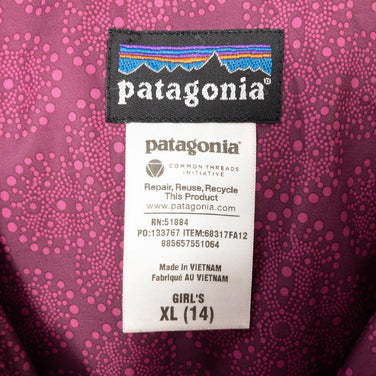 patagonia®
patagonia®
COMMON THREADS
INITIATIVE
Repair, Reuse, Recycle
This Product
www.patagonia.com
RN:51884
PO:133767 ITEM:68317FA12
885657551064
Made in VIETNAM
Fabriqué AU VIETNAM
GIRL'S
XL (14)